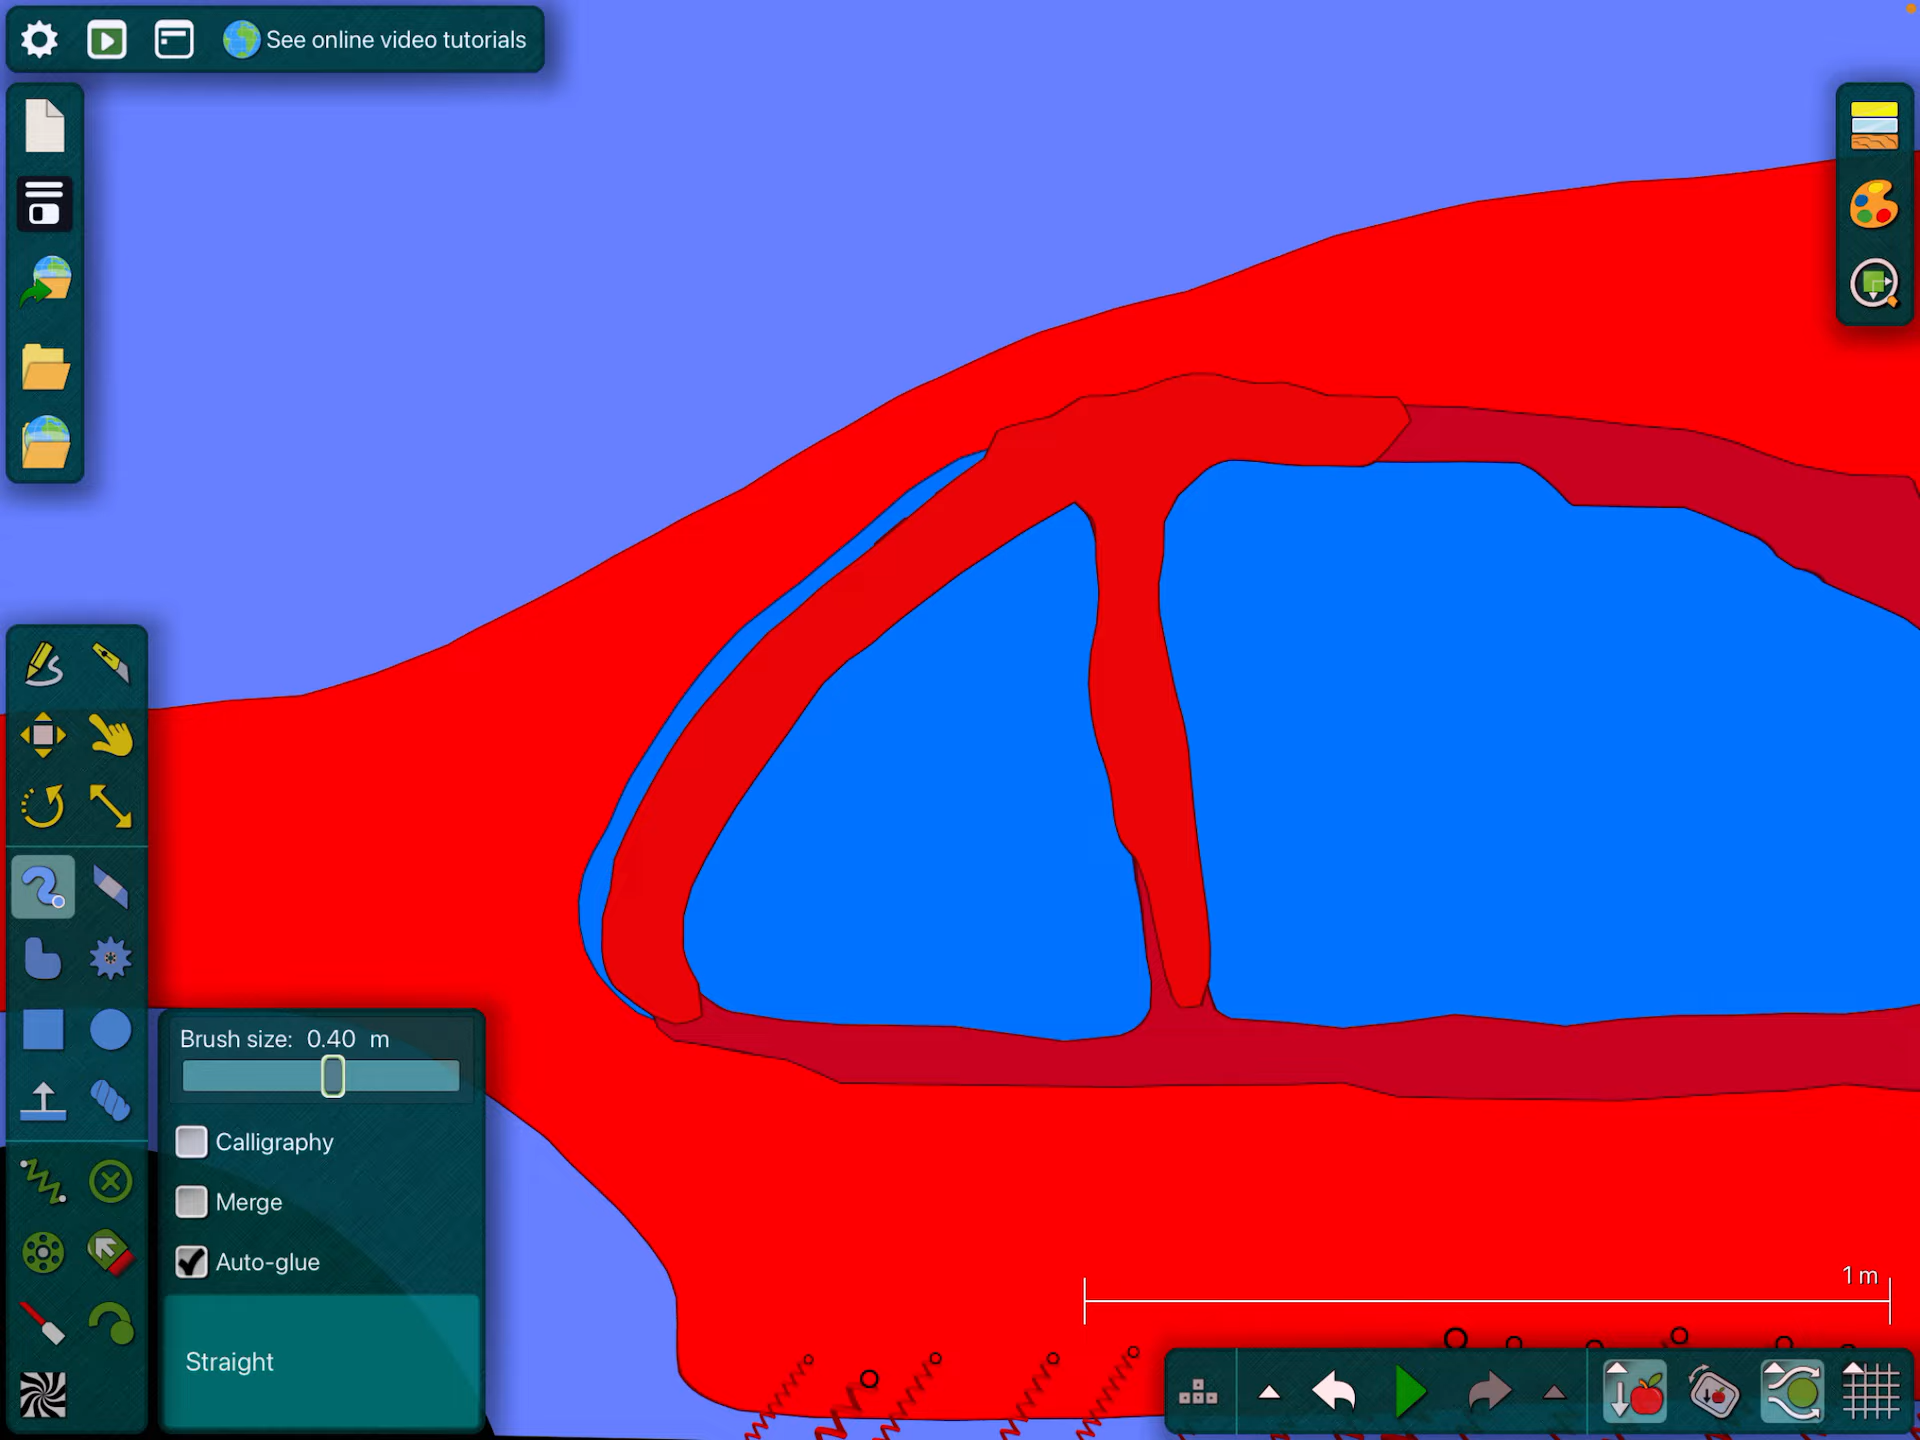 See online video tutorials
Brush size: 0.40 m
Calligraphy
Merge
Auto-glue
Straight
1 m